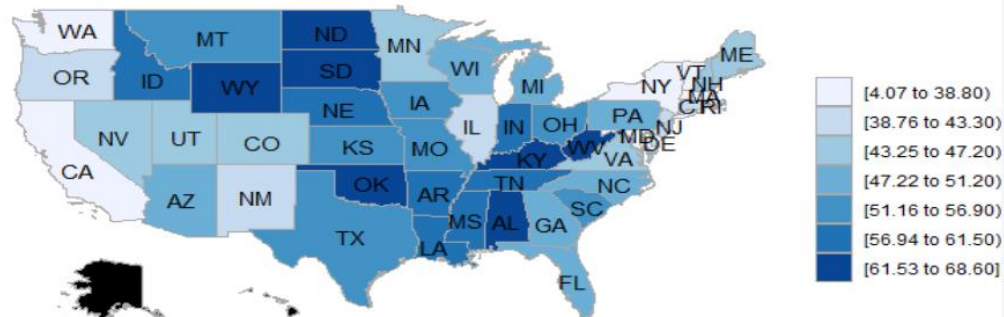 WA
MT
ND
MN
ME
OR
ID
SD
WI
MI
NY
VT
NH
MA
CT
RI
WY
NE
IA
PA
NJ
NV
UT
CO
KS
MO
IL
IN
OH
WV
MD
DE
VA
CA
AZ
NM
OK
AR
KY
TN
NC
SC
TX
LA
MS
AL
GA
FL
[4.07 to 38.80)
[38.76 to 43.30)
[43.25 to 47.20)
[47.22 to 51.20)
[51.16 to 56.90)
[56.94 to 61.50)
[61.53 to 68.60]